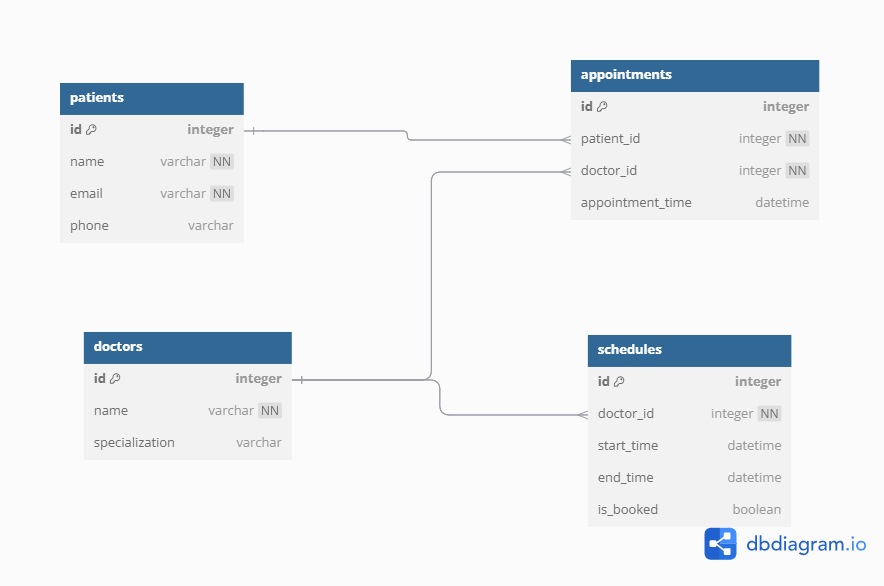 patients
id integer
name varchar NN
email varchar NN
phone varchar
appointments
id integer
patient_id integer NN
doctor_id integer NN
appointment_time datetime
doctors
id integer
name varchar NN
specialization varchar
schedules
id integer
doctor_id integer NN
start_time datetime
end_time datetime
is_booked boolean
dbdiagram.io